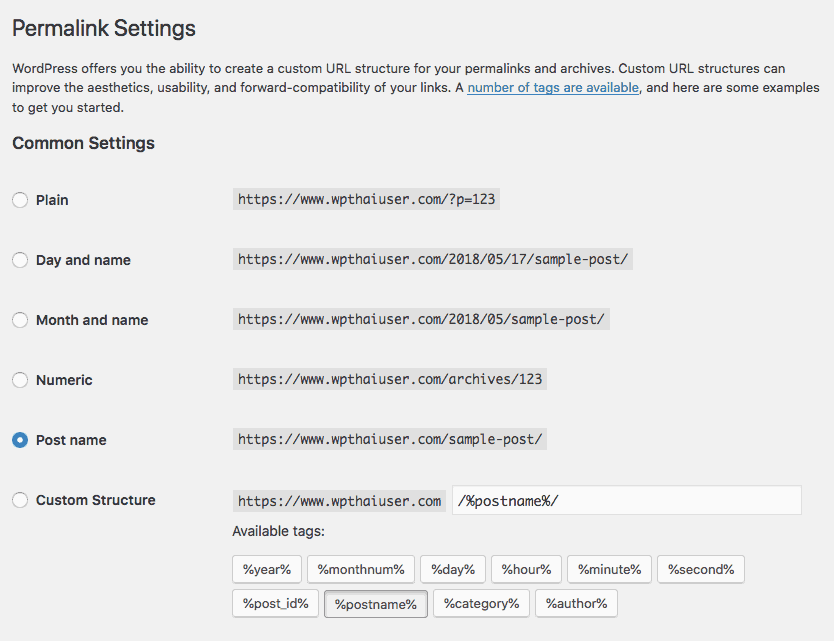 Permalink Settings
WordPress offers you the ability to create a custom URL structure for your permalinks and archives. Custom URL structures can
improve the aesthetics, usability, and forward-compatibility of your links. A number of tags are available, and here are some examples
to get you started.
Common Settings
Plain https://www.wpthaiuser.com/?p=123
Day and name https://www.wpthaiuser.com/2018/05/17/sample-post/
Month and name https://www.wpthaiuser.com/2018/05/sample-post/
Numeric https://www.wpthaiuser.com/archives/123
Post name https://www.wpthaiuser.com/sample-post/
Custom Structure https://www.wpthaiuser.com /%postname%/
Available tags:
%year% %monthnum% %day% %hour% %minute% %second%
%post_id% %postname% %category% %author%